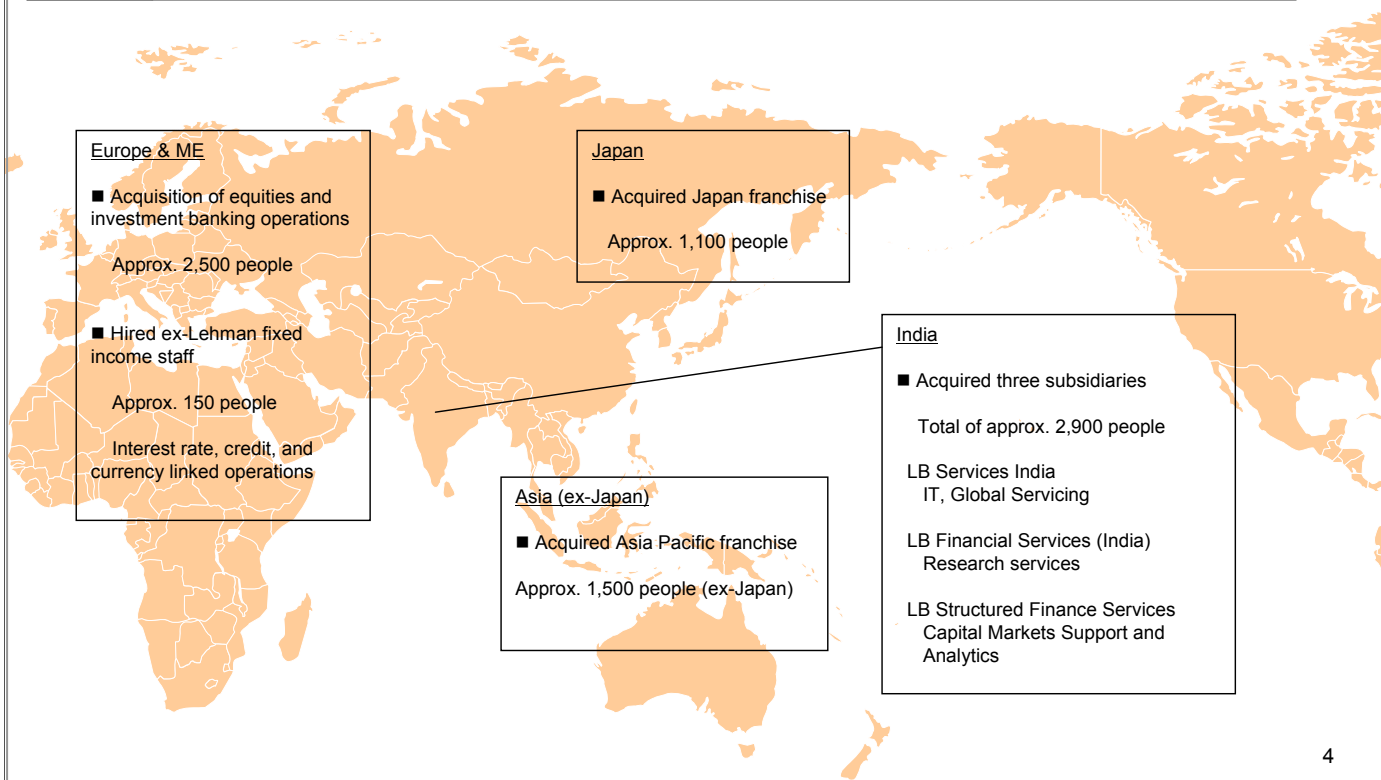 Europe & ME
■ Acquisition of equities and
investment banking operations
Approx. 2,500 people
■ Hired ex-Lehman fixed
income staff
Approx. 150 people
Interest rate, credit, and
currency linked operations
Japan
■ Acquired Japan franchise
Approx. 1,100 people
Asia (ex-Japan)
■ Acquired Asia Pacific franchise
Approx. 1,500 people (ex-Japan)
India
■ Acquired three subsidiaries
Total of approx. 2,900 people
LB Services India
IT, Global Servicing
LB Financial Services (India)
Research services
LB Structured Finance Services
Capital Markets Support and
Analytics
4